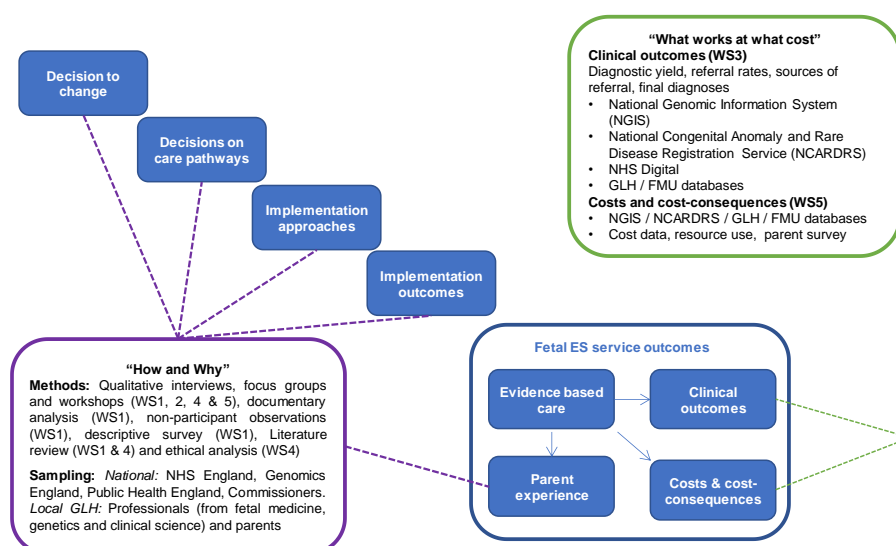 Decision to
change
Decisions on
care pathways
Implementation
approaches
Implementation
outcomes
“What works at what cost”
Clinical outcomes (WS3)
Diagnostic yield, referral rates, sources of
referral, final diagnoses
• National Genomic Information System
(NGIS)
• National Congenital Anomaly and Rare
Disease Registration Service (NCARDRS)
• NHS Digital
• GLH / FMU databases
Costs and cost-consequences (WS5)
• NGIS / NCARDRS / GLH / FMU databases
• Cost data, resource use, parent survey
“How and Why”
Methods: Qualitative interviews, focus
groups and workshops (WS1, 2, 4 & 5), documentary
analysis (WS1), non-participant observations
(WS1), descriptive survey (WS1), Literature
review (WS1 & 4) and ethical analysis (WS4)
Sampling: National: NHS England, Genomics
England, Public Health England, Commissioners.
Local GLH: Professionals (from fetal medicine,
genetics and clinical science) and parents
Fetal ES service outcomes
Evidence based
care
Clinical
outcomes
Parent
experience
Costs & cost-
consequences